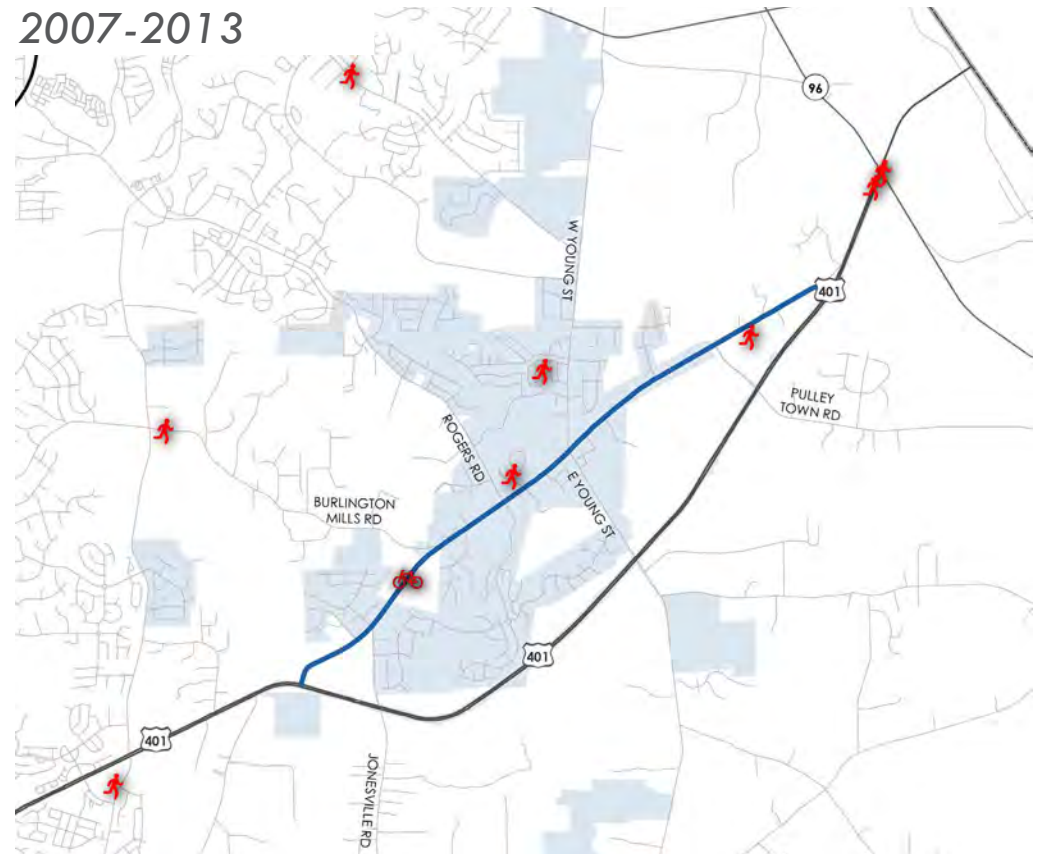 2007-2013
96
W YOUNG ST
401
PULLEY
TOWN RD
ROGERS RD
E YOUNG ST
BURLINGTON
MILLS RD
401
401
JONESVILLE RD